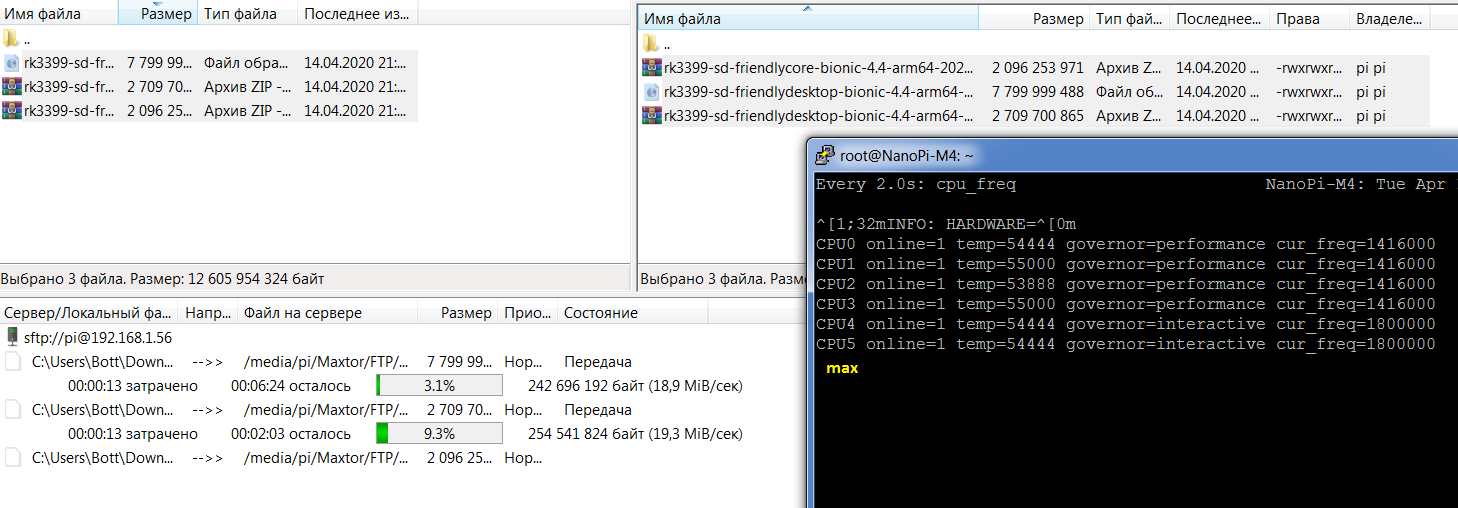 Имя файла Размер Тип файла Последнее из...
..
rk3399-sd-fr... 7 799 99... Файл обра... 14.04.2020 21:...
rk3399-sd-fr... 2 709 70... Архив ZIP -... 14.04.2020 21:...
rk3399-sd-fr... 2 096 25... Архив ZIP -... 14.04.2020 21:...
Выбрано 3 файла. Размер: 12 605 954 324 байт
Имя файла Размер Тип фай... Последнее... Права Владеле...
..
rk3399-sd-friendlycore-bionic-4.4-arm64-202... 2 096 253 971 Архив Z... 14.04.2020 ... -rwxrwxr... pi pi
rk3399-sd-friendlydesktop-bionic-4.4-arm64-... 7 799 999 488 Файл об... 14.04.2020 ... -rwxrwxr... pi pi
rk3399-sd-friendlydesktop-bionic-4.4-arm64-... 2 709 700 865 Архив Z... 14.04.2020 ... -rwxrwxr... pi pi
Выбрано 3 файла. Разме
Сервер/Локальный фа... Напр... Файл на сервере Размер Прио... Состояние
sftp://pi@192.168.1.56
C:\Users\Bott\Down... -->> /media/pi/Maxtor/FTP/... 7 799 99... Нор... Передача
00:00:13 затрачено 00:06:24 осталось 3.1% 242 696 192 байт (18,9 MiB/сек)
C:\Users\Bott\Down... -->> /media/pi/Maxtor/FTP/... 2 709 70... Нор... Передача
00:00:13 затрачено 00:02:03 осталось 9.3% 254 541 824 байт (19,3 MiB/сек)
C:\Users\Bott\Down... -->> /media/pi/Maxtor/FTP/... 2 096 25... Нор...
root@NanoPi-M4: ~
Every 2.0s: cpu_freq NanoPi-M4: Tue Apr
^[1;32mINFO: HARDWARE=^[0m
CPU0 online=1 temp=54444 governor=performance cur_freq=1416000
CPU1 online=1 temp=55000 governor=performance cur_freq=1416000
CPU2 online=1 temp=53888 governor=performance cur_freq=1416000
CPU3 online=1 temp=55000 governor=performance cur_freq=1416000
CPU4 online=1 temp=54444 governor=interactive cur_freq=1800000
CPU5 online=1 temp=54444 governor=interactive cur_freq=1800000
max